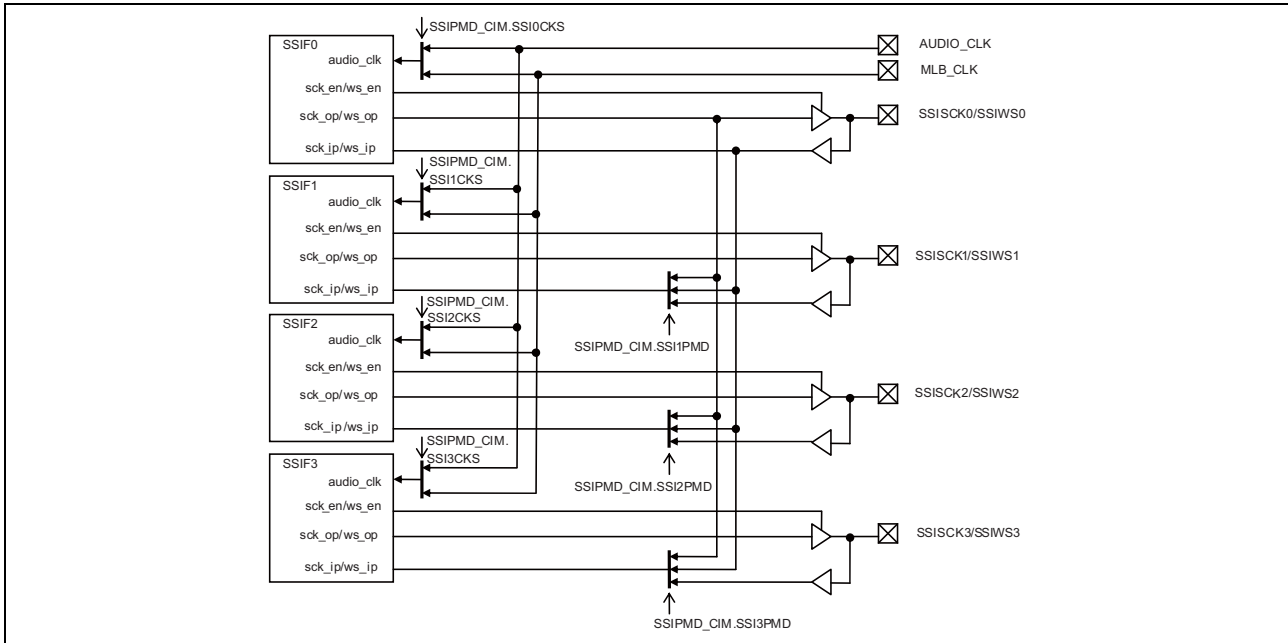 SSIPMD_CIM.SSI0CKS
SSIF0
AUDIO_CLK
audio_clk
MLB_CLK
sck_en/ws_en
sck_op/ws_op
SSISCK0/SSIWS0
sck_ip/ws_ip
SSIPMD_CIM.
SSI1CKS
SSIF1
audio_clk
sck_en/ws_en
sck_op/ws_op
SSISCK1/SSIWS1
sck_ip/ws_ip
SSIPMD_CIM.
SSI2CKS
SSIF2
audio_clk
SSIPMD_CIM.SSI1PMD
sck_en/ws_en
sck_op/ws_op
SSISCK2/SSIWS2
sck_ip/ws_ip
SSIPMD_CIM.
SSI3CKS
SSIF3
audio_clk
SSIPMD_CIM.SSI2PMD
sck_en/ws_en
sck_op/ws_op
SSISCK3/SSIWS3
sck_ip/ws_ip
SSIPMD_CIM.SSI3PMD